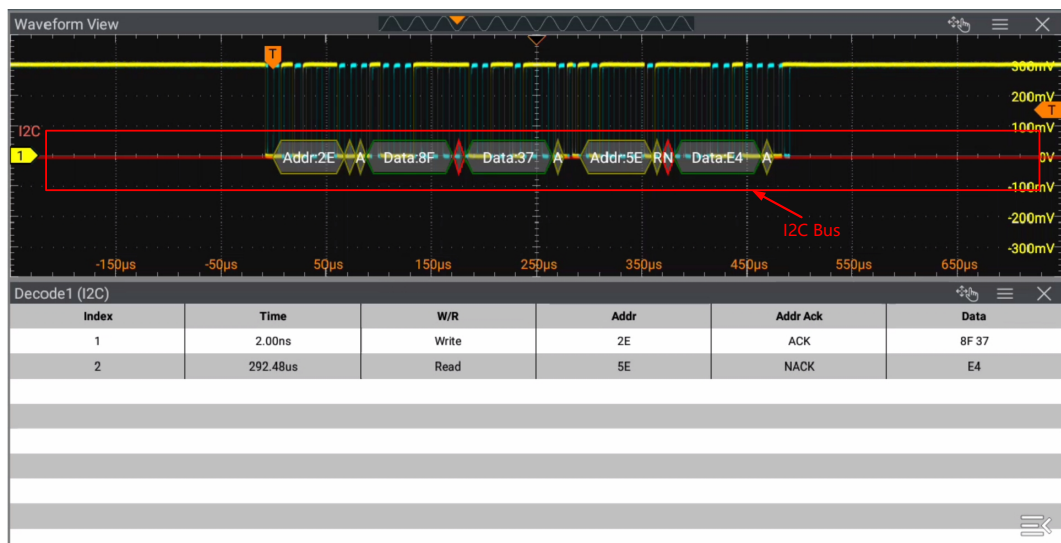 Waveform View
T
300mV
200mV
T
I2C
100mV
1
Addr:2E A Data:8F Data:37 A Addr:5E R N Data:E4 A
0V
-100mV
I2C Bus
-200mV
-300mV
-150μs -50μs 50μs 150μs 250μs 350μs 450μs 550μs 650μs
Decode1 (I2C)
Index Time W/R Addr Addr Ack Data
1 2.00ns Write 2E ACK 8F 37
2 292.48us Read 5E NACK E4